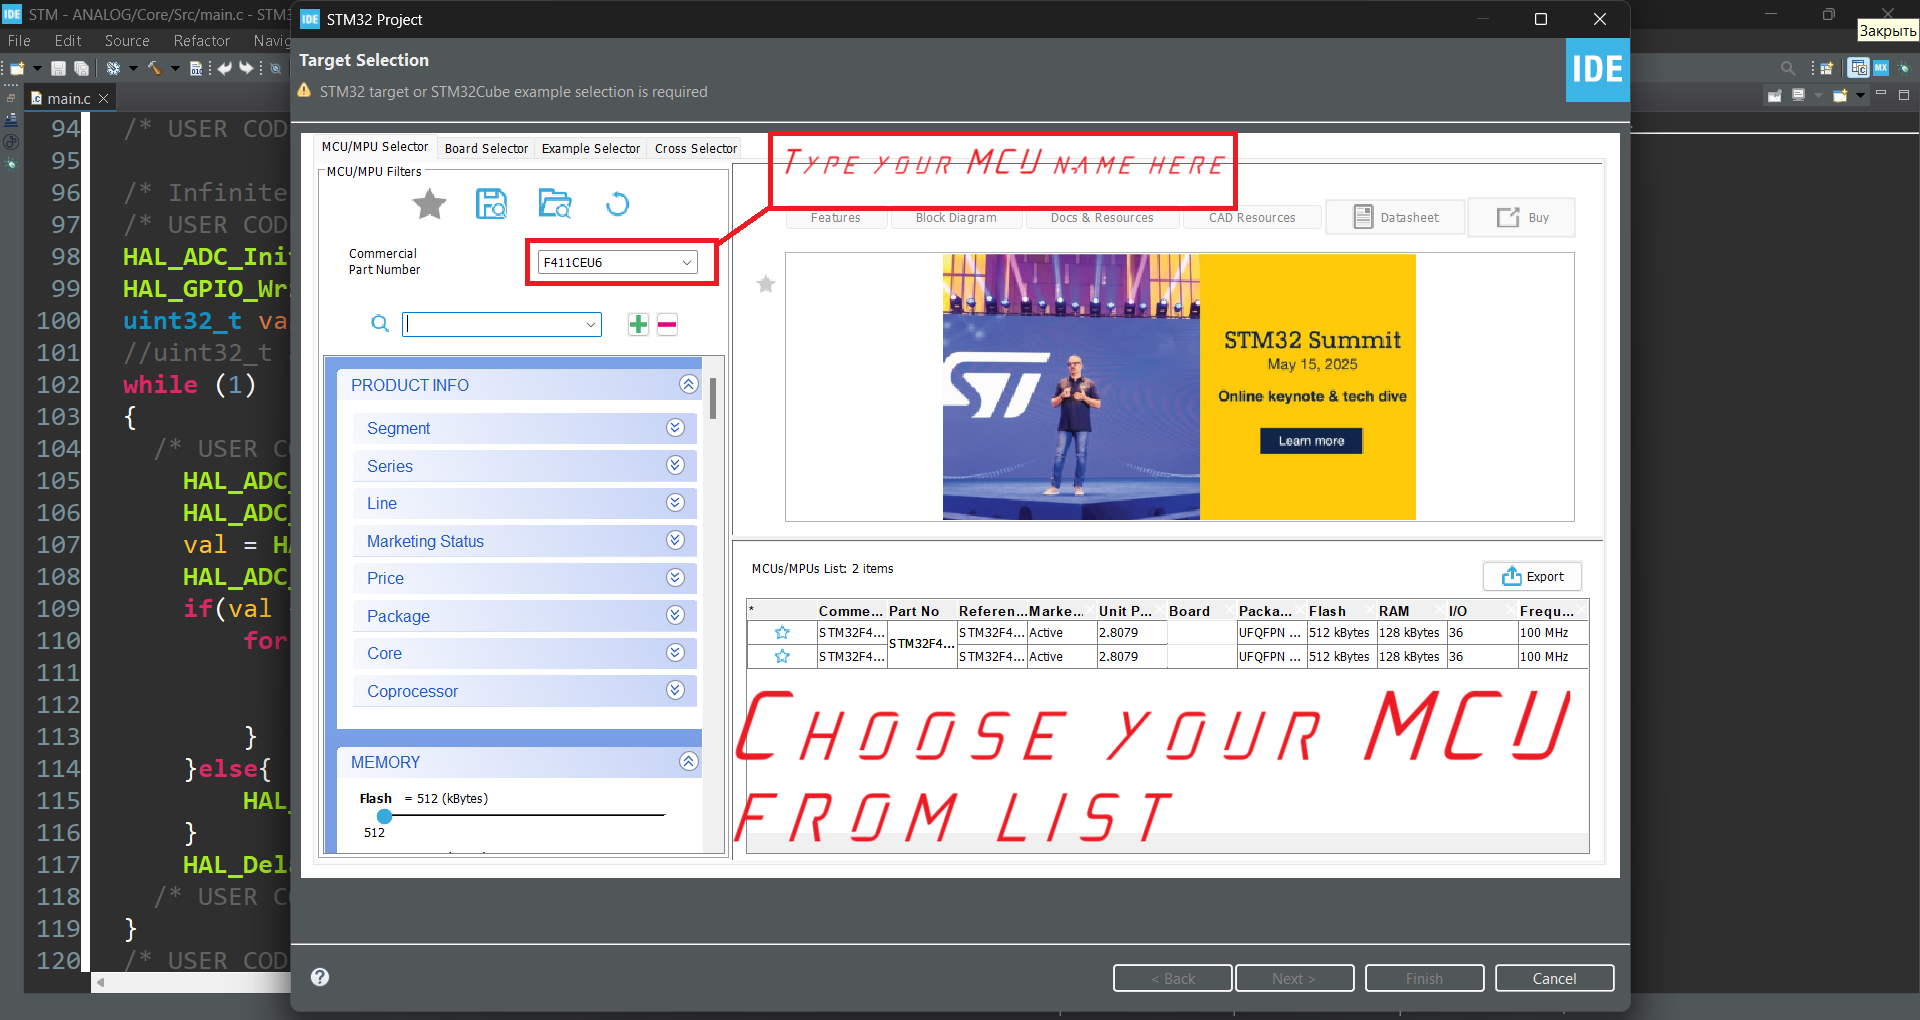 STM - ANALOG/Core/Src/main.c - STM3
File Edit Source Refactor Navig
main.c
94 /* USER COD
95
96 /* Infinite
97 /* USER COD
98 HAL_ADC_Ini
99 HAL_GPIO_Wr
100 uint32_t va
101 //uint32_t
102 while (1)
103 {
104 /* USER C
105 HAL_ADC_
106 HAL_ADC_
107 val = H
108 HAL_ADC_
109 if(val
110 for
111
112
113 }
114 }else{
115 HAL_
116 }
117 HAL_Del
118 /* USER C
119 }
120 /* USER COD
IDE STM32 Project
Target Selection
STM32 target or STM32Cube example selection is required
IDE
MCU/MPU Selector Board Selector Example Selector Cross Selector
MCU/MPU Filters
Commercial
Part Number
F411CEU6
PRODUCT INFO
Segment
Series
Line
Marketing Status
Price
Package
Core
Coprocessor
MEMORY
Flash = 512 (kBytes)
512
Type your MCU name here
Features Block Diagram Docs & Resources CAD Resources Datasheet Buy
ST
STM32 Summit
May 15, 2025
Online keynote & tech dive
Learn more
MCUs/MPUs List: 2 items
Export
* Comme... Part No Referen... Marke... Unit P... Board Packa... Flash RAM I/O Frequ...
STM32F4... STM32F4... STM32F4... Active 2.8079 UFQFPN ... 512 kBytes 128 kBytes 36 100 MHz
STM32F4... STM32F4... Active 2.8079 UFQFPN ... 512 kBytes 128 kBytes 36 100 MHz
Choose your MCU
from list
? < Back Next > Finish Cancel
Закрыть
MX
IDE